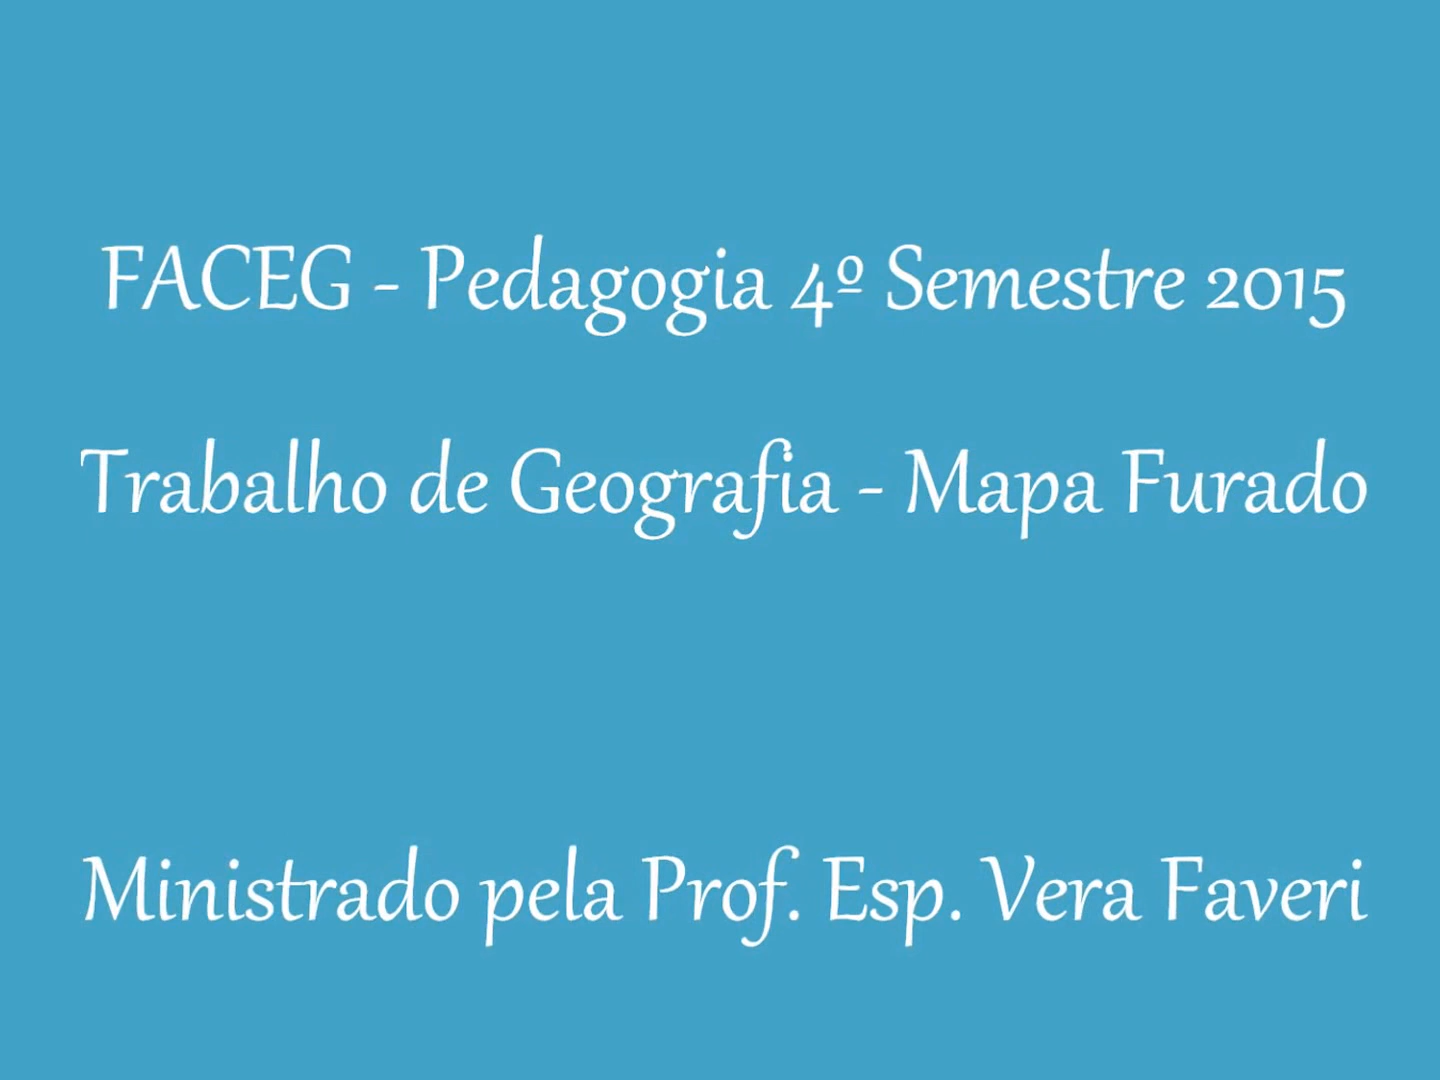 FACEG - Pedagogia 4º Semestre 2015
Trabalho de Geografia - Mapa Furado
Ministrado pela Prof. Esp. Vera Faveri